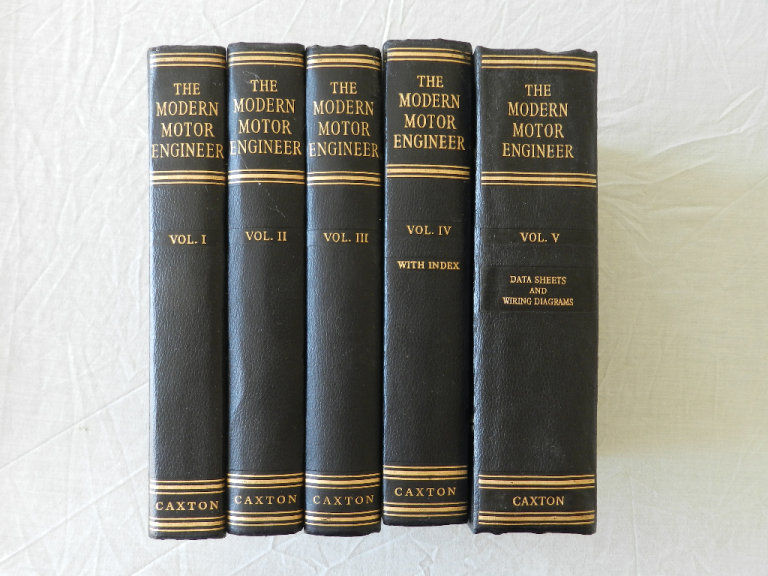 THE
MODERN
MOTOR
ENGINEER
VOL. I
CAXTON
THE
MODERN
MOTOR
ENGINEER
VOL. II
CAXTON
THE
MODERN
MOTOR
ENGINEER
VOL. III
CAXTON
THE
MODERN
MOTOR
ENGINEER
VOL. IV
WITH INDEX
CAXTON
THE
MODERN
MOTOR
ENGINEER
VOL. V
DATA SHEETS
AND
WIRING DIAGRAMS
CAXTON